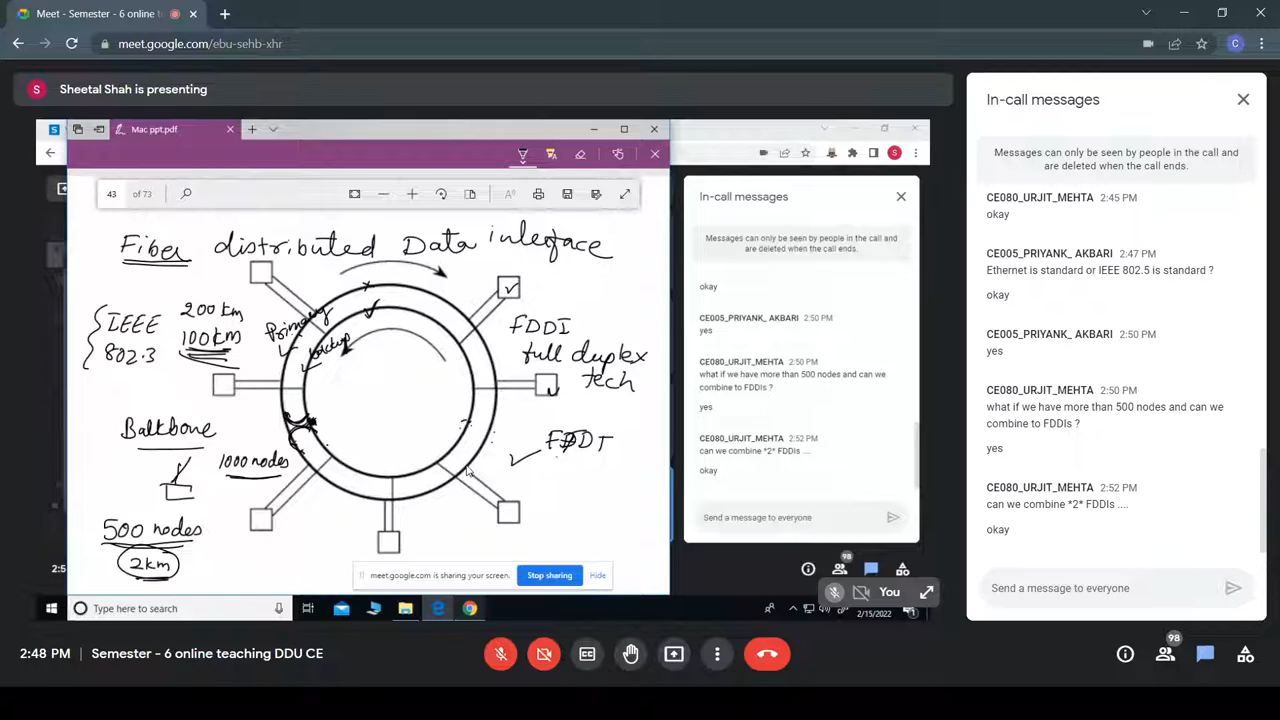 Meet - Semester - 6 online t
meet.google.com/ebu-sehb-xhr
S
Sheetal Shah is presenting
Mac ppt.pdf
43 of 73
Fiber distributed Data interface
IEEE
802.3
200 km
100 km
Primary
backup
FDDI
full duplex
tech
FDDI
Baltbone
1000 nodes
500 nodes
2km
meet.google.com is sharing your screen.
Stop sharing
Hide
Type here to search
2/15/2022
In-call messages
Messages can only be seen by people in the call and
are deleted when the call ends.
okay
CE005_PRIYANK_ AKBARI 2:50 PM
yes
CE080_URJIT_MEHTA 2:50 PM
what if we have more than 500 nodes and can we
combine to FDDIs ?
yes
CE080_URJIT_MEHTA 2:52 PM
can we combine *2* FDDIs ....
okay
Send a message to everyone
98
You
In-call messages
Messages can only be seen by people in the call and
are deleted when the call ends.
CE080_URJIT_MEHTA 2:45 PM
okay
CE005_PRIYANK_ AKBARI 2:47 PM
Ethernet is standard or IEEE 802.5 is standard ?
okay
CE005_PRIYANK_ AKBARI 2:50 PM
yes
CE080_URJIT_MEHTA 2:50 PM
what if we have more than 500 nodes and can we
combine to FDDIs ?
yes
CE080_URJIT_MEHTA 2:52 PM
can we combine *2* FDDIs ....
okay
Send a message to everyone
2:48 PM
Semester - 6 online teaching DDU CE
98